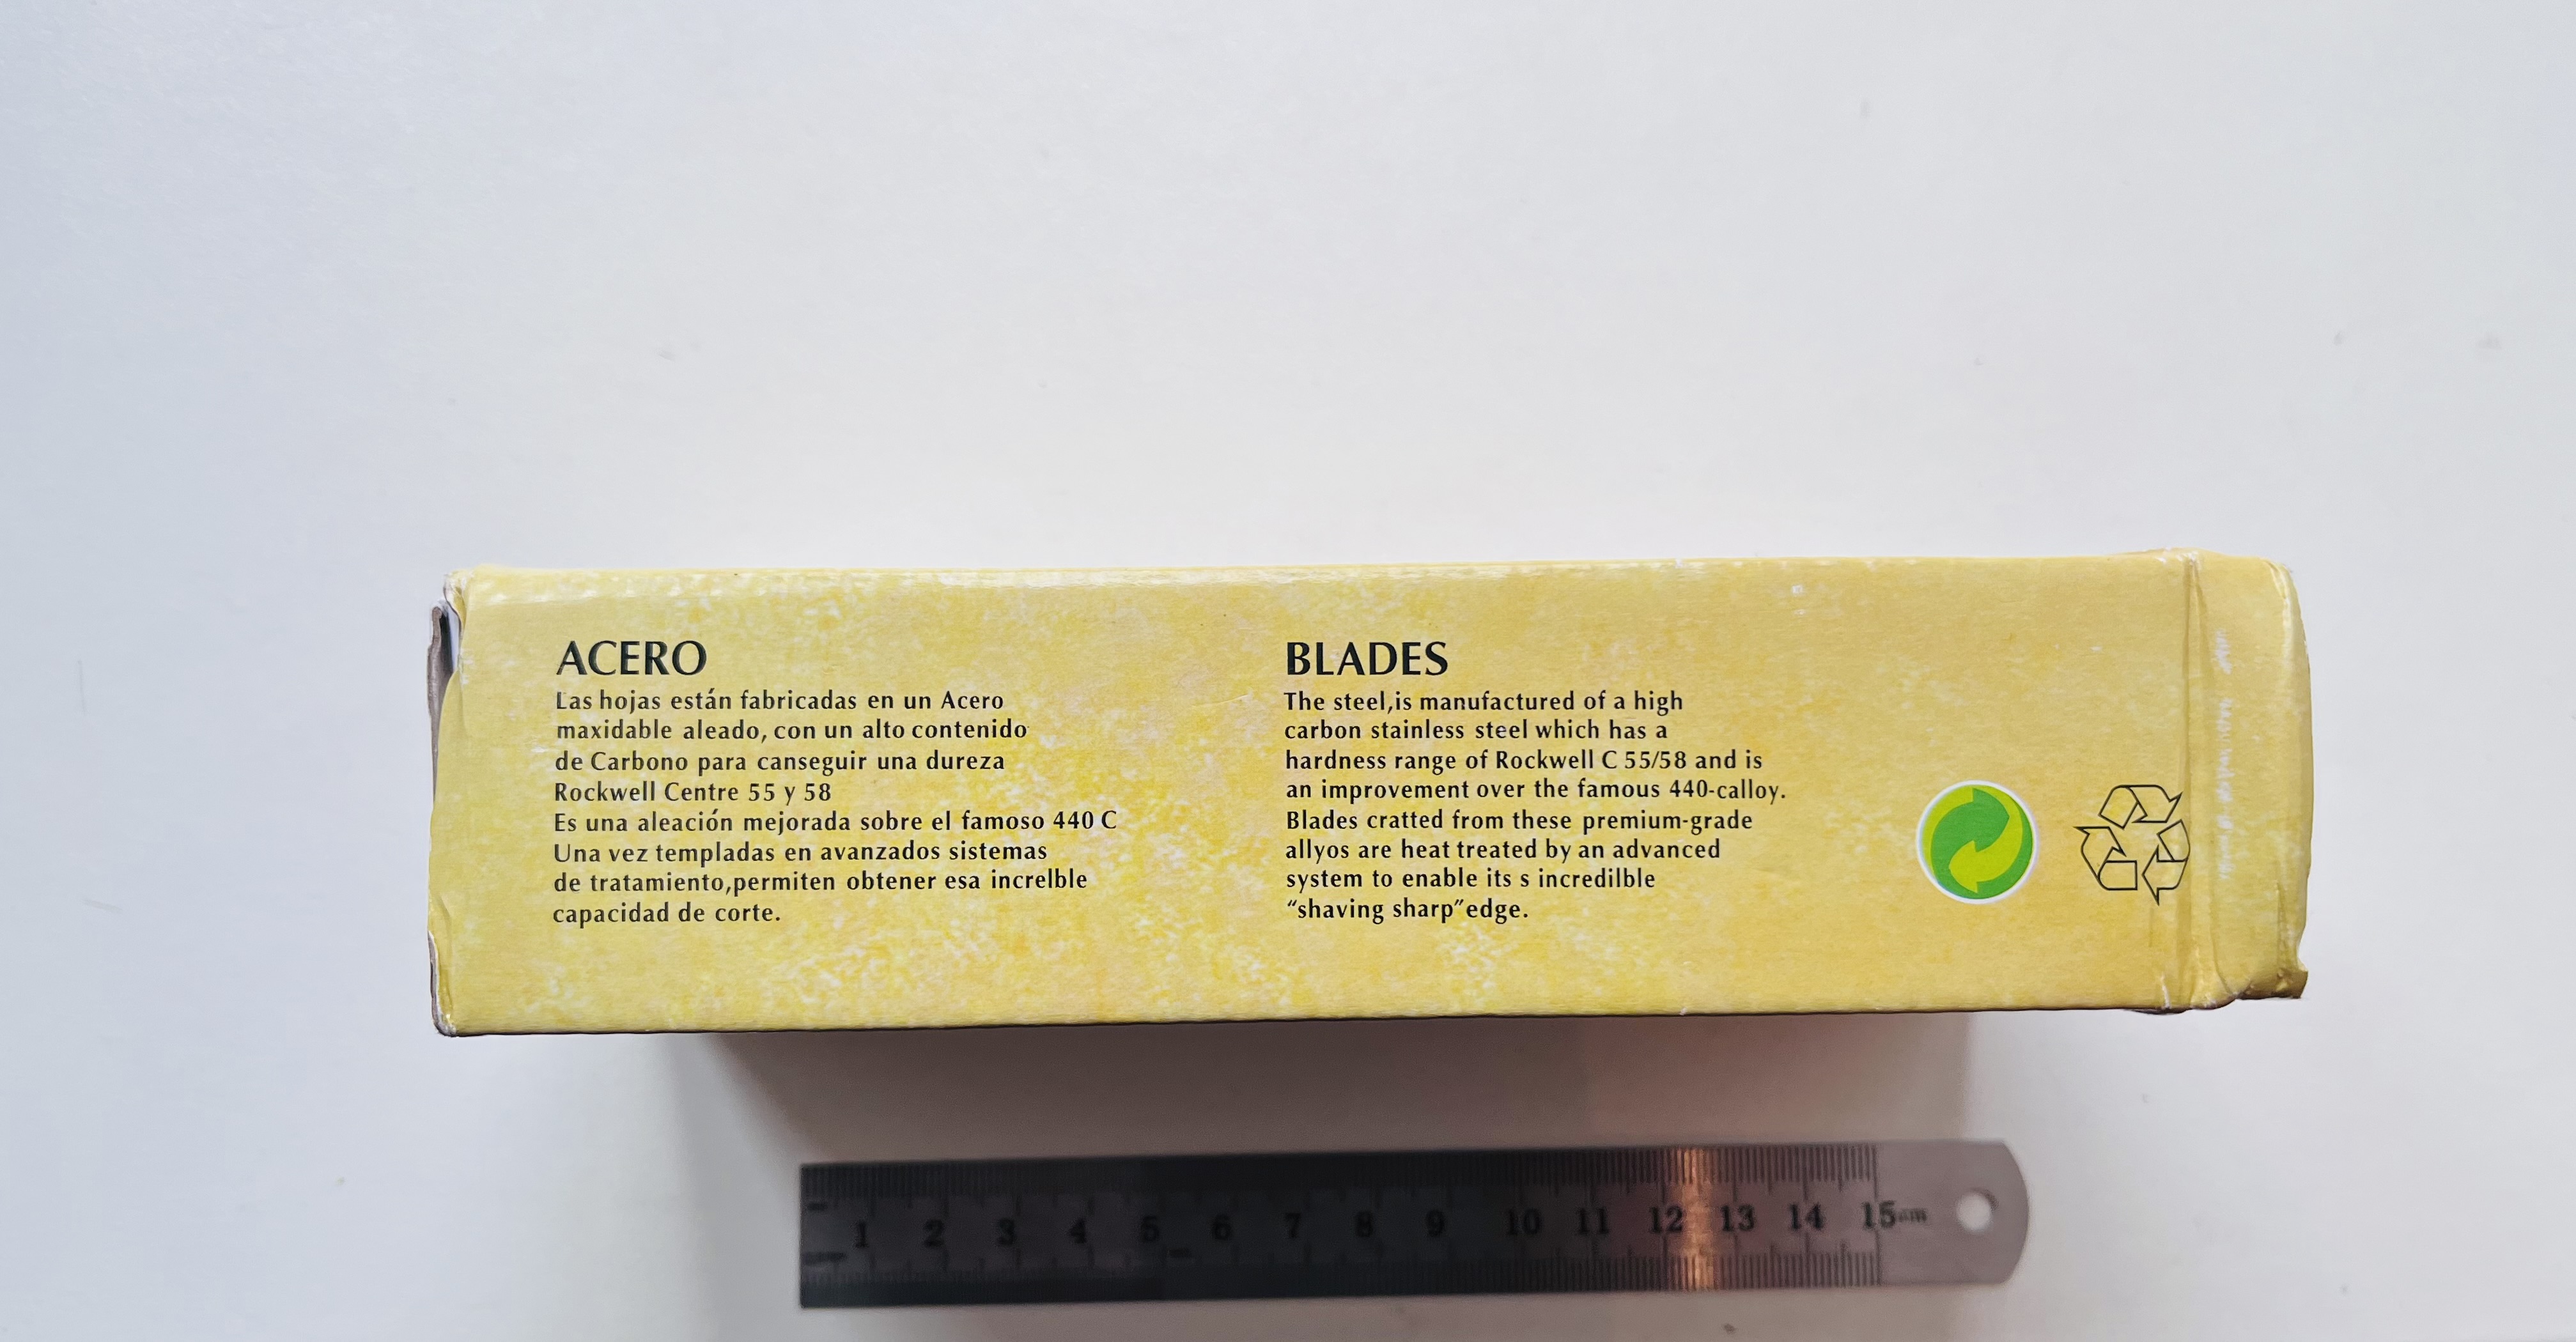 ACERO
Las hojas están fabricadas en un Acero
maxidable aleado, con un alto contenido
de Carbono para canseguir una dureza
Rockwell Centre 55 y 58
Es una aleación mejorada sobre el famoso 440 C
Una vez templadas en avanzados sistemas
de tratamiento,permiten obtener esa increlble
capacidad de corte.
BLADES
The steel,is manufactured of a high
carbon stainless steel which has a
hardness range of Rockwell C 55/58 and is
an improvement over the famous 440-calloy.
Blades cratted from these premium-grade
allyos are heat treated by an advanced
system to enable its s incredilble
“shaving sharp”edge.
1 2 3 4 5 6 7 8 9 10 11 12 13 14 15 cm